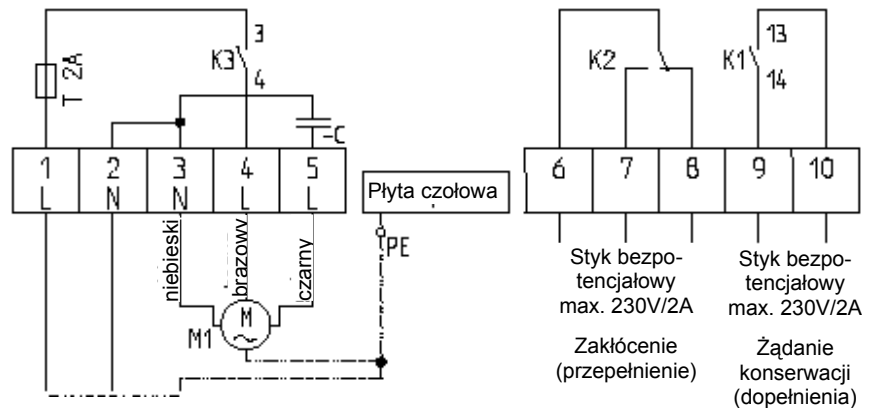 T 2A
K3
3
4
-C
1
2
3
4
5
L
N
N
L
L
Płyta czołowa
niebieski
brazowy
czarny
PE
M1
M
K2
K1
13
14
6
7
8
9
10
Styk bezpo-
tencjałowy
max. 230V/2A
Zakłócenie
(przepełnienie)
Styk bezpo-
tencjałowy
max. 230V/2A
Żądanie
konserwacji
(dopełnienia)